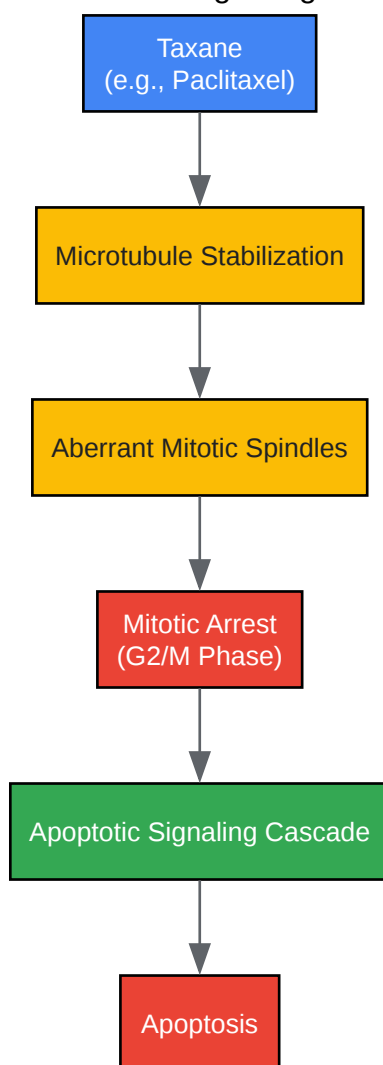 Taxane
(e.g., Paclitaxel)
Microtubule Stabilization
Aberrant Mitotic Spindles
Mitotic Arrest
(G2/M Phase)
Apoptotic Signaling Cascade
Apoptosis